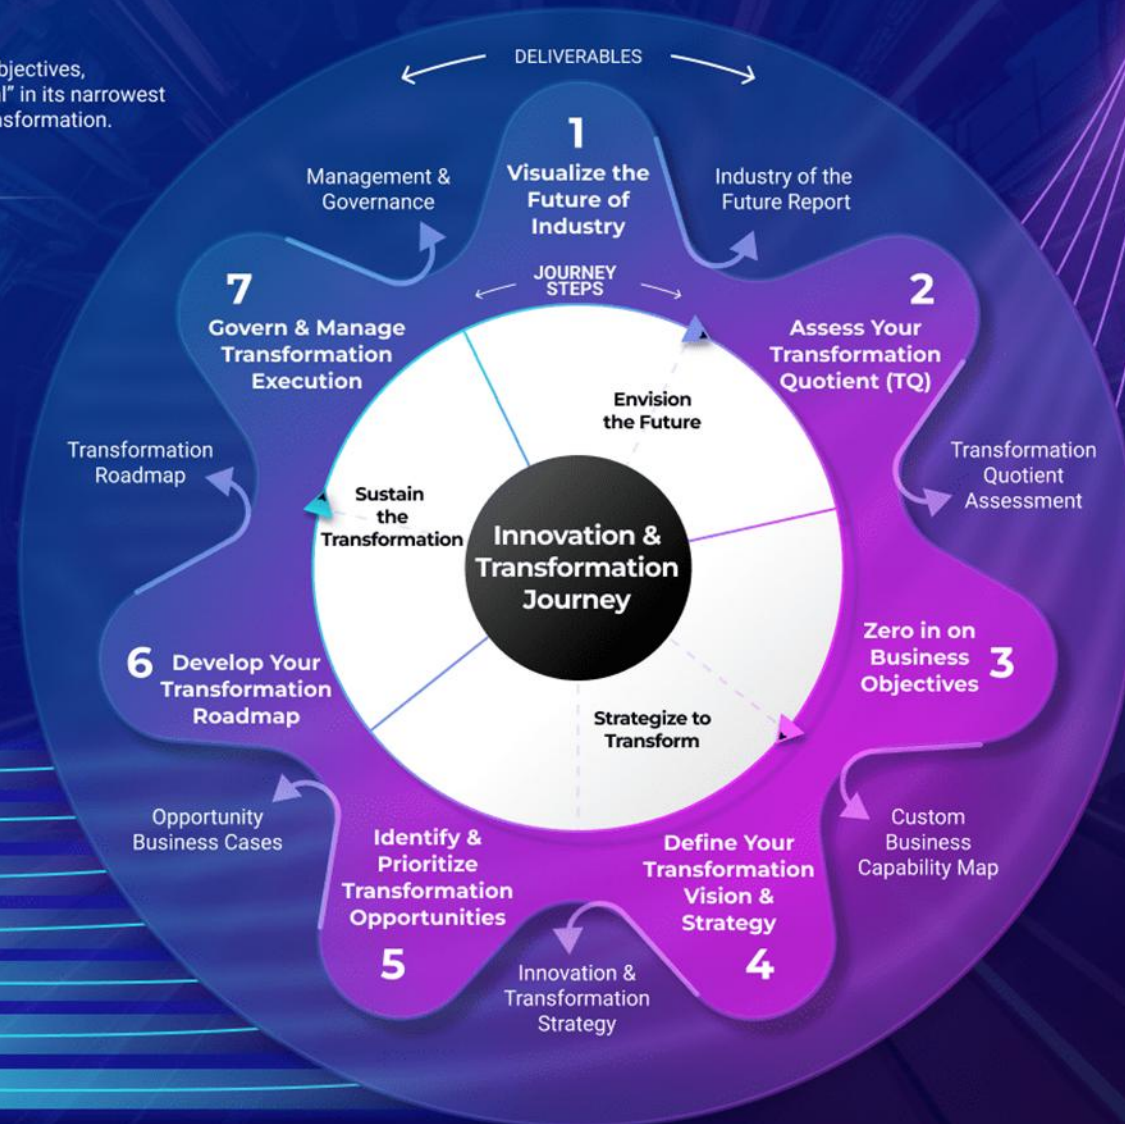 bjectives,
l" in its narrowest
nsformation.
DELIVERABLES
1
Visualize the
Future of
Industry
Industry of the
Future Report
2
Assess Your
Transformation
Quotient (TQ)
Transformation
Quotient
Assessment
Zero in on
Business
Objectives
3
Custom
Business
Capability Map
Define Your
Transformation
Vision &
Strategy
4
Innovation &
Transformation
Strategy
Identify &
Prioritize
Transformation
Opportunities
5
Opportunity
Business Cases
6
Develop Your
Transformation
Roadmap
Transformation
Roadmap
7
Govern & Manage
Transformation
Execution
Management &
Governance
JOURNEY
STEPS
Envision
the Future
Strategize to
Transform
Sustain
the
Transformation
Innovation &
Transformation
Journey